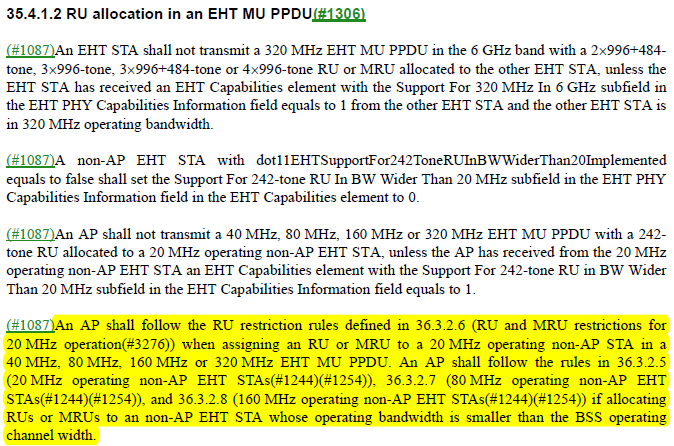 35.4.1.2 RU allocation in an EHT MU PPDU(#1306)
(#1087)An EHT STA shall not transmit a 320 MHz EHT MU PPDU in the 6 GHz band with a 2×996+484-
tone, 3×996-tone, 3×996+484-tone or 4×996-tone RU or MRU allocated to the other EHT STA, unless the
EHT STA has received an EHT Capabilities element with the Support For 320 MHz In 6 GHz subfield in
the EHT PHY Capabilities Information field equals to 1 from the other EHT STA and the other EHT STA is
in 320 MHz operating bandwidth.
(#1087)A non-AP EHT STA with dot11EHTSupportFor242ToneRUInBWWiderThan20Implemented
equals to false shall set the Support For 242-tone RU In BW Wider Than 20 MHz subfield in the EHT PHY
Capabilities Information field in the EHT Capabilities element to 0.
(#1087)An AP shall not transmit a 40 MHz, 80 MHz, 160 MHz or 320 MHz EHT MU PPDU with a 242-
tone RU allocated to a 20 MHz operating non-AP EHT STA, unless the AP has received from the 20 MHz
operating non-AP EHT STA an EHT Capabilities element with the Support For 242-tone RU in BW Wider
Than 20 MHz subfield in the EHT Capabilities Information field equals to 1.
(#1087)An AP shall follow the RU restriction rules defined in 36.3.2.6 (RU and MRU restrictions for
20 MHz operation(#3276)) when assigning an RU or MRU to a 20 MHz operating non-AP STA in a
40 MHz, 80 MHz, 160 MHz or 320 MHz EHT MU PPDU. An AP shall follow the rules in 36.3.2.5
(20 MHz operating non-AP EHT STAs(#1244)(#1254)), 36.3.2.7 (80 MHz operating non-AP EHT
STAs(#1244)(#1254)), and 36.3.2.8 (160 MHz operating non-AP EHT STAs(#1244)(#1254)) if allocating
RUs or MRUs to an non-AP EHT STA whose operating bandwidth is smaller than the BSS operating
channel width.